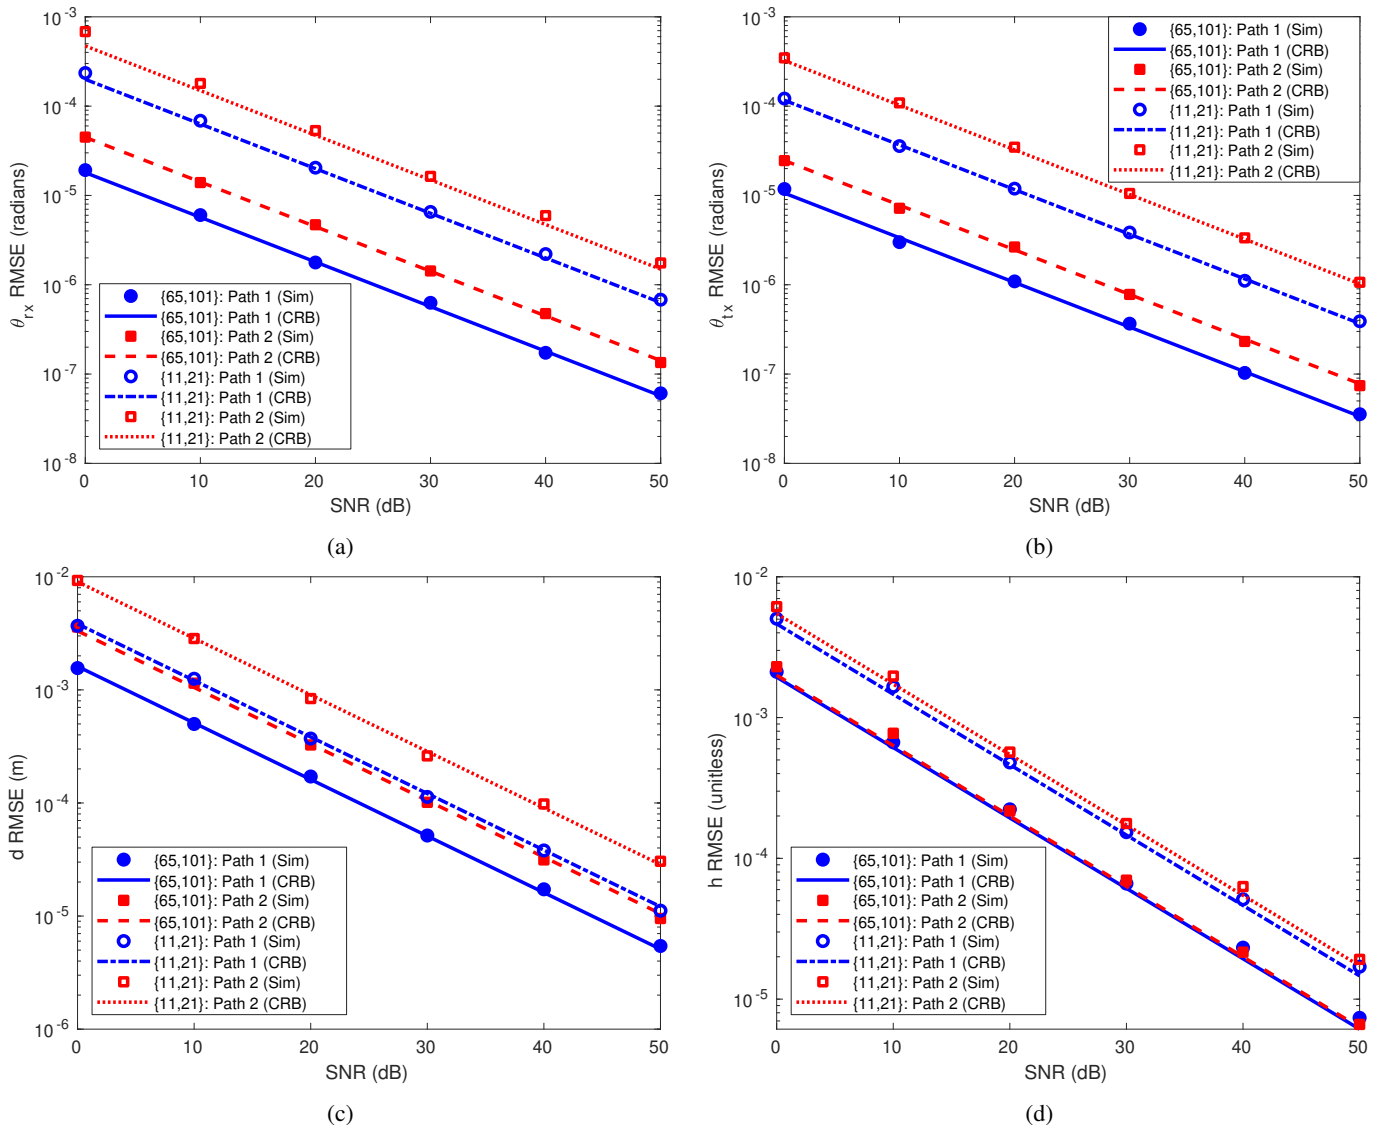 10^-3
10^-4
10^-5
10^-6
10^-7
10^-8
θ_rx RMSE (radians)
{65,101}: Path 1 (Sim)
{65,101}: Path 1 (CRB)
{65,101}: Path 2 (Sim)
{65,101}: Path 2 (CRB)
{11,21}: Path 1 (Sim)
{11,21}: Path 1 (CRB)
{11,21}: Path 2 (Sim)
{11,21}: Path 2 (CRB)
0 10 20 30 40 50
SNR (dB)
(a)
10^-3
10^-4
10^-5
10^-6
10^-7
10^-8
θ_tx RMSE (radians)
{65,101}: Path 1 (Sim)
{65,101}: Path 1 (CRB)
{65,101}: Path 2 (Sim)
{65,101}: Path 2 (CRB)
{11,21}: Path 1 (Sim)
{11,21}: Path 1 (CRB)
{11,21}: Path 2 (Sim)
{11,21}: Path 2 (CRB)
0 10 20 30 40 50
SNR (dB)
(b)
10^-2
10^-3
10^-4
10^-5
10^-6
d RMSE (m)
{65,101}: Path 1 (Sim)
{65,101}: Path 1 (CRB)
{65,101}: Path 2 (Sim)
{65,101}: Path 2 (CRB)
{11,21}: Path 1 (Sim)
{11,21}: Path 1 (CRB)
{11,21}: Path 2 (Sim)
{11,21}: Path 2 (CRB)
0 10 20 30 40 50
SNR (dB)
(c)
10^-2
10^-3
10^-4
10^-5
h RMSE (unitless)
{65,101}: Path 1 (Sim)
{65,101}: Path 1 (CRB)
{65,101}: Path 2 (Sim)
{65,101}: Path 2 (CRB)
{11,21}: Path 1 (Sim)
{11,21}: Path 1 (CRB)
{11,21}: Path 2 (Sim)
{11,21}: Path 2 (CRB)
0 10 20 30 40 50
SNR (dB)
(d)